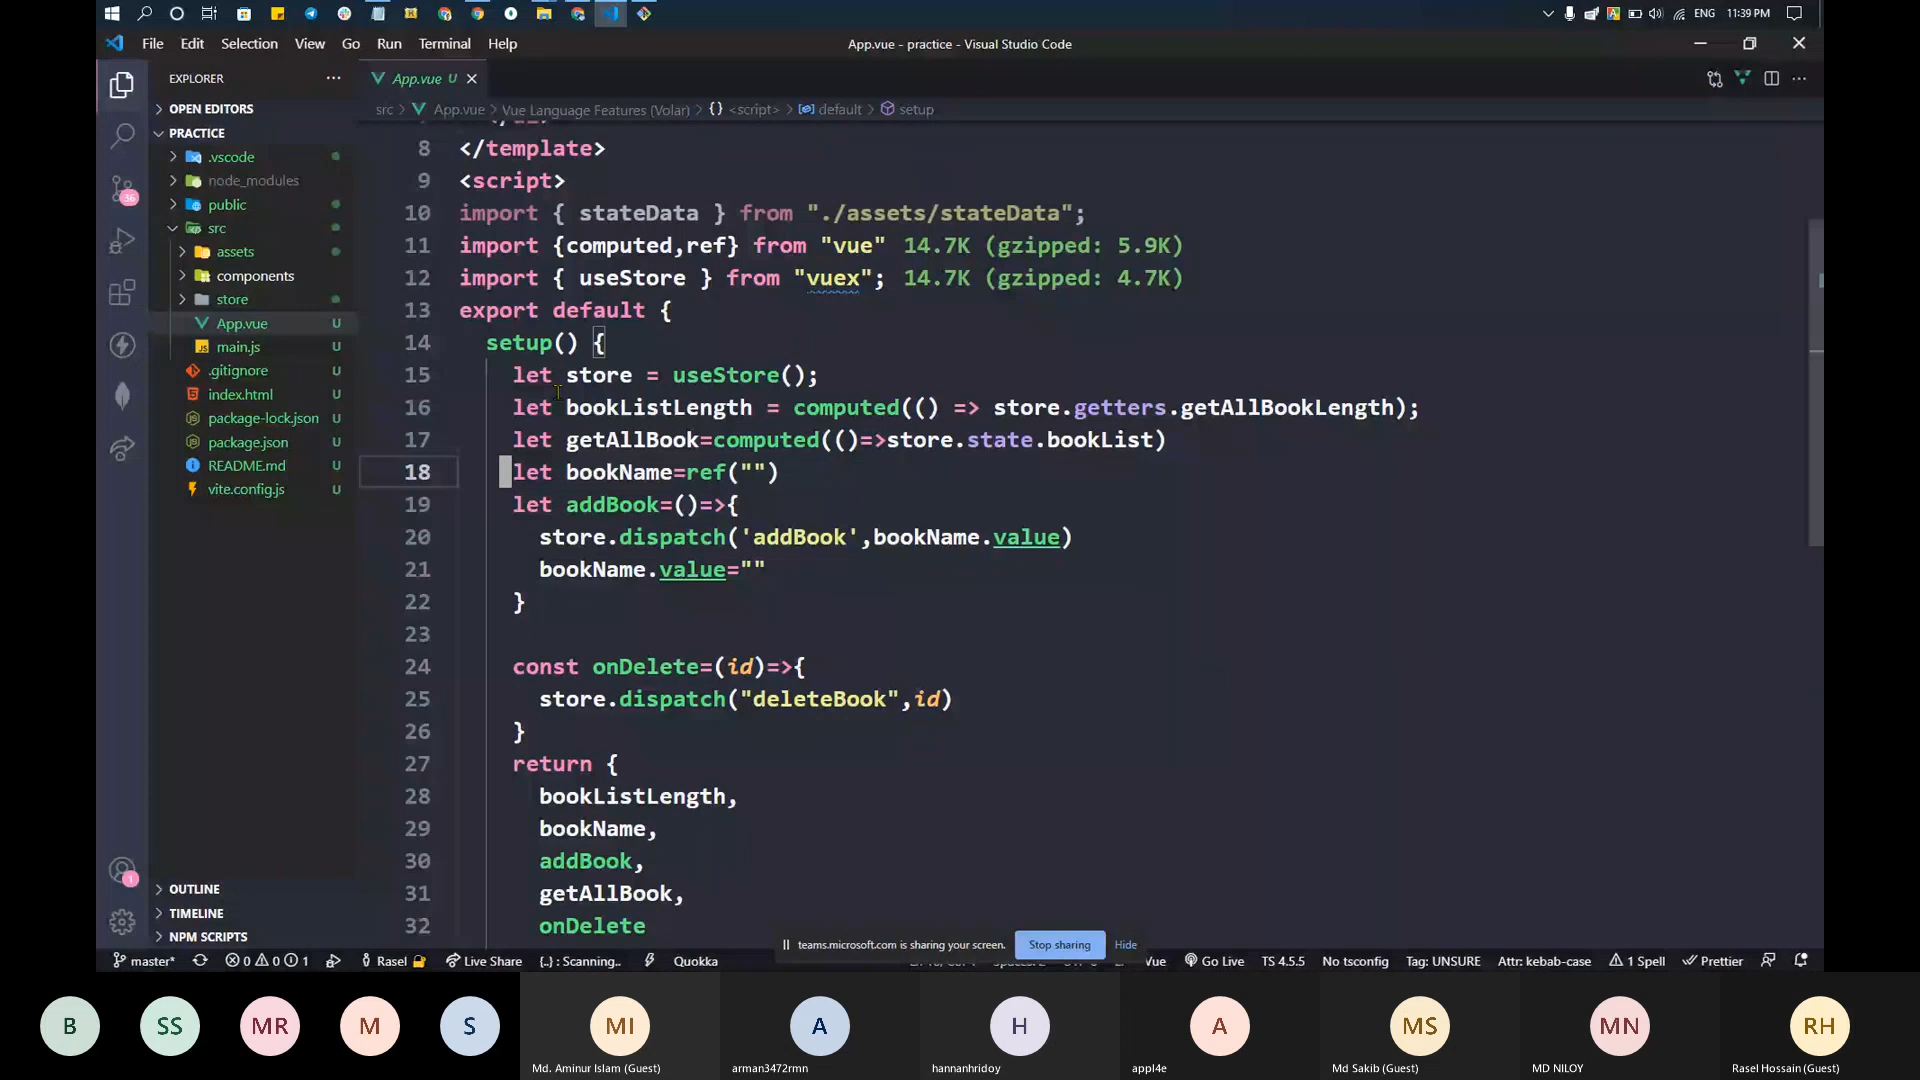 ENG 11:39 PM
File Edit Selection View Go Run Terminal Help
App.vue - practice - Visual Studio Code
EXPLORER
App.vue U
src > App.vue > Vue Language Features (Volar) > {} <script> > default > setup
OPEN EDITORS
PRACTICE
.vscode
node_modules
public
src
assets
components
store
App.vue U
main.js U
.gitignore U
index.html U
package-lock.json U
package.json U
README.md U
vite.config.js U
OUTLINE
TIMELINE
NPM SCRIPTS
36
1
8 </template>
9 <script>
10 import { stateData } from "./assets/stateData";
11 import {computed,ref} from "vue" 14.7K (gzipped: 5.9K)
12 import { useStore } from "vuex"; 14.7K (gzipped: 4.7K)
13 export default {
14 setup() {
15 let store = useStore();
16 let bookListLength = computed(() => store.getters.getAllBookLength);
17 let getAllBook=computed(()=>store.state.bookList)
18 let bookName=ref("")
19 let addBook=()=>{
20 store.dispatch('addBook',bookName.value)
21 bookName.value=""
22 }
23
24 const onDelete=(id)=>{
25 store.dispatch("deleteBook",id)
26 }
27 return {
28 bookListLength,
29 bookName,
30 addBook,
31 getAllBook,
32 onDelete
teams.microsoft.com is sharing your screen. Stop sharing Hide
master* 0 0 1 Rasel Live Share {..} : Scanning.. Quokka Vue Go Live TS 4.5.5 No tsconfig Tag: UNSURE Attr: kebab-case 1 Spell Prettier
B SS MR M S MI A H A MS MN RH
Md. Aminur Islam (Guest) arman3472rmn hannanhridoy appl4e Md Sakib (Guest) MD NILOY Rasel Hossain (Guest)